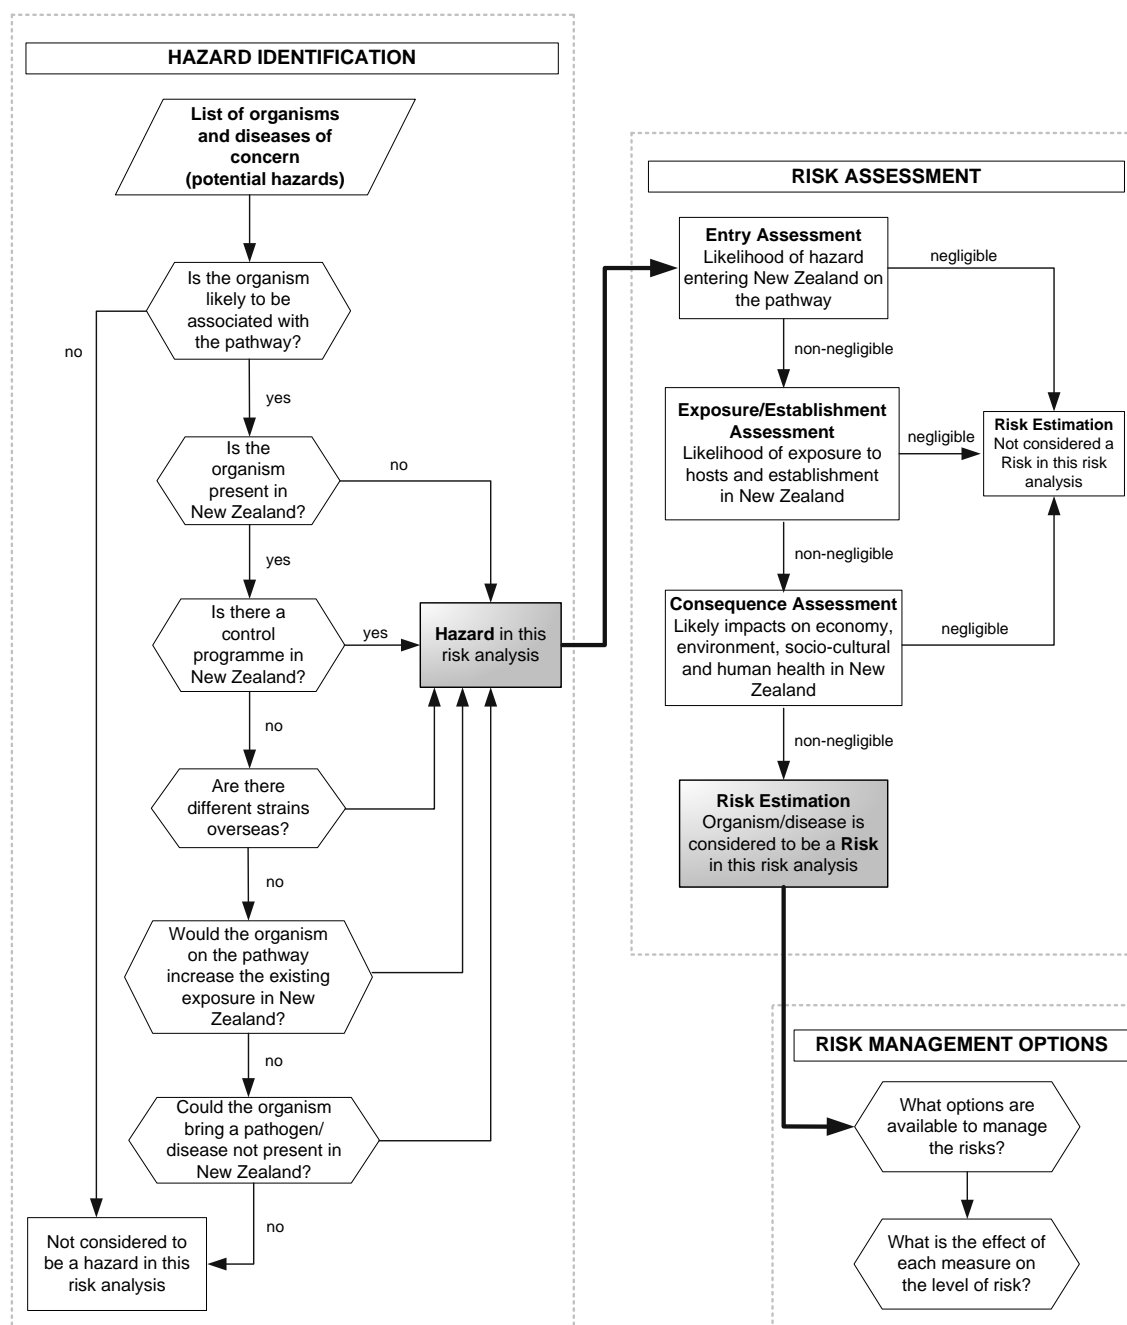 HAZARD IDENTIFICATION
List of organisms
and diseases of
concern
(potential hazards)
Is the organism
likely to be
associated with
the pathway?
no
yes
Is the
organism
present in
New Zealand?
no
yes
Is there a
control
programme in
New Zealand?
yes
Hazard in this
risk analysis
no
Are there
different strains
overseas?
no
Would the organism
on the pathway
increase the existing
exposure in New
Zealand?
no
Could the organism
bring a pathogen/
disease not present in
New Zealand?
no
Not considered to
be a hazard in this
risk analysis
RISK ASSESSMENT
Entry Assessment
Likelihood of hazard
entering New Zealand on
the pathway
negligible
non-negligible
Exposure/Establishment
Assessment
Likelihood of exposure to
hosts and establishment
in New Zealand
negligible
Risk Estimation
Not considered a
Risk in this risk
analysis
non-negligible
Consequence Assessment
Likely impacts on economy,
environment, socio-cultural
and human health in New
Zealand
negligible
non-negligible
Risk Estimation
Organism/disease is
considered to be a Risk
in this risk analysis
RISK MANAGEMENT OPTIONS
What options are
available to manage
the risks?
What is the effect of
each measure on
the level of risk?